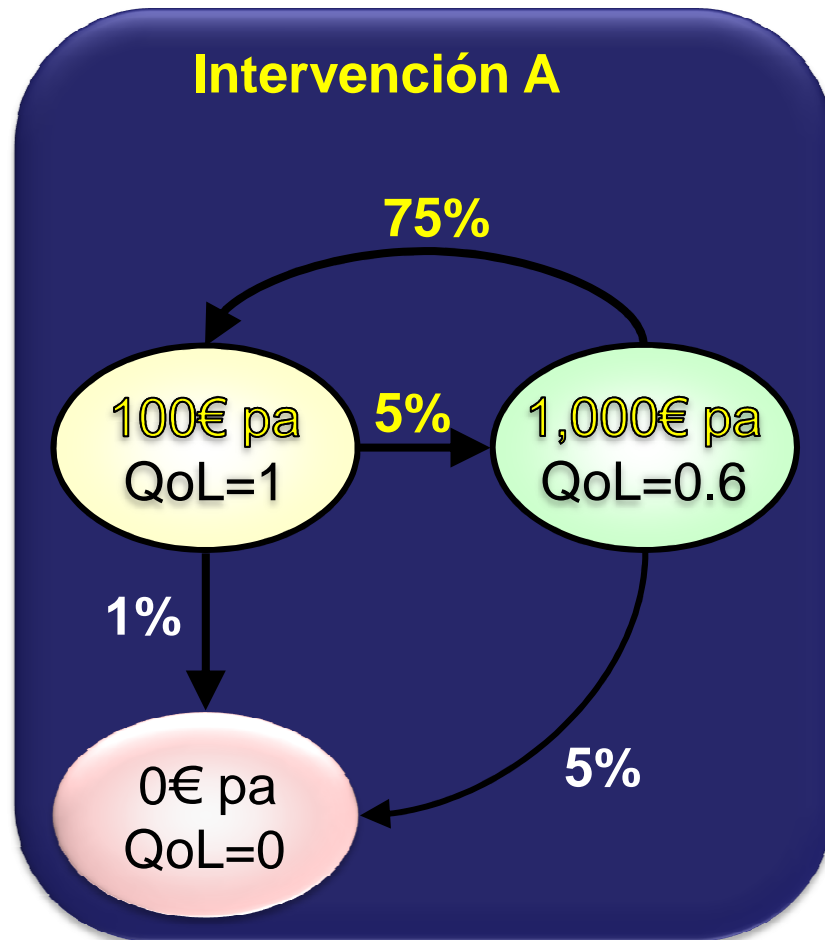 Intervención A
75%
100€ pa
QoL=1
5%
1,000€ pa
QoL=0.6
1%
5%
0€ pa
QoL=0